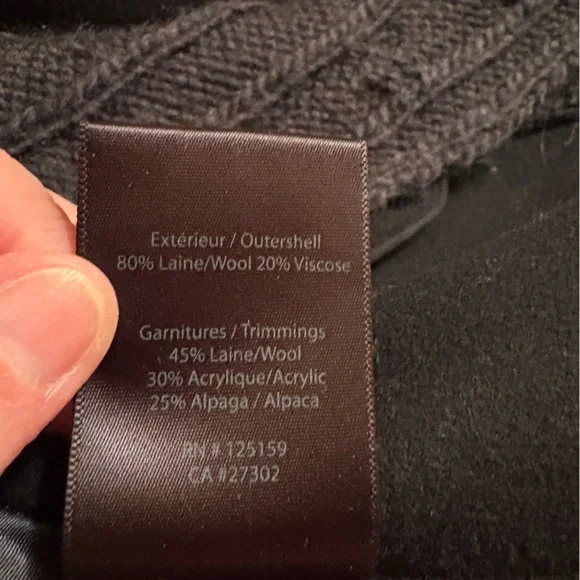 Extérieur / Outershell
80% Laine/Wool 20% Viscose
Garnitures / Trimmings
45% Laine/Wool
30% Acrylique/Acrylic
25% Alpaga / Alpaca
RN # 125159
CA #27302